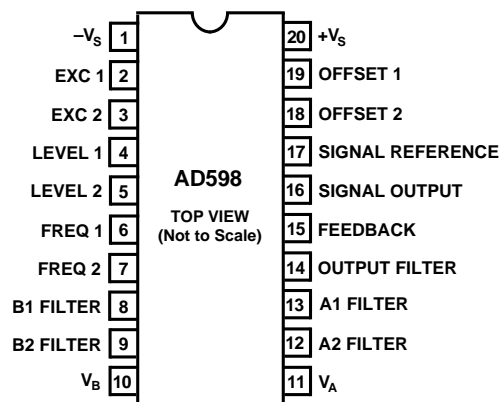 –VS 1 20 +VS
EXC 1 2 19 OFFSET 1
EXC 2 3 18 OFFSET 2
LEVEL 1 4 17 SIGNAL REFERENCE
LEVEL 2 5 AD598 16 SIGNAL OUTPUT
TOP VIEW
FREQ 1 6 (Not to Scale) 15 FEEDBACK
FREQ 2 7 14 OUTPUT FILTER
B1 FILTER 8 13 A1 FILTER
B2 FILTER 9 12 A2 FILTER
VB 10 11 VA